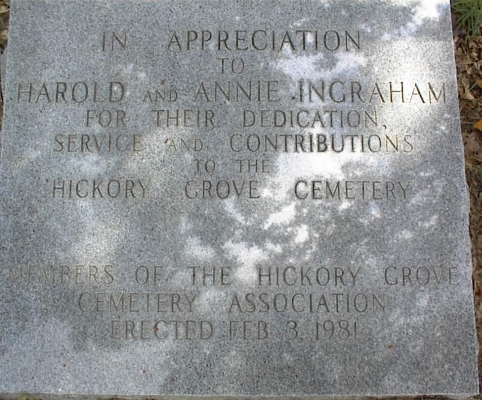 IN APPRECIATION
TO
HAROLD AND ANNIE INGRAHAM
FOR THEIR DEDICATION,
SERVICE AND CONTRIBUTIONS
TO THE
HICKORY GROVE CEMETERY
MEMBERS OF THE HICKORY GROVE
CEMETERY ASSOCIATION
ERECTED FEB. 3, 1981